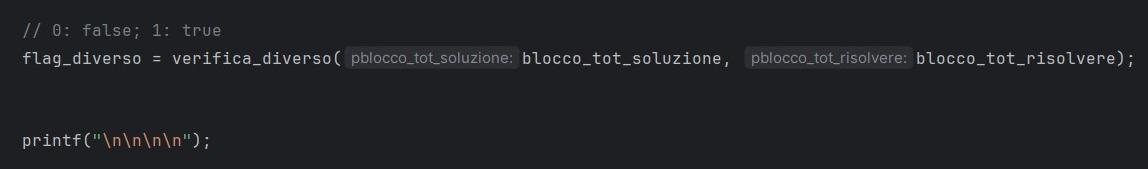 // 0: false; 1: true
flag_diverso = verifica_diverso( pblocco_tot_soluzione: blocco_tot_soluzione, pblocco_tot_risolvere: blocco_tot_risolvere);
printf("\n\n\n\n");